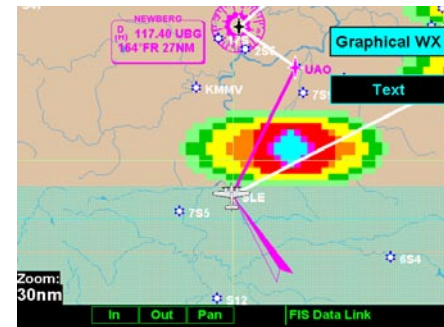 NEWBERG
D
(H) 117.40 UBG
164°FR 27NM
Graphical WX
Text
UAO
KMMV
SLE
7S5
6S4
S12
Zoom:
30nm
In
Out
Pan
FIS Data Link